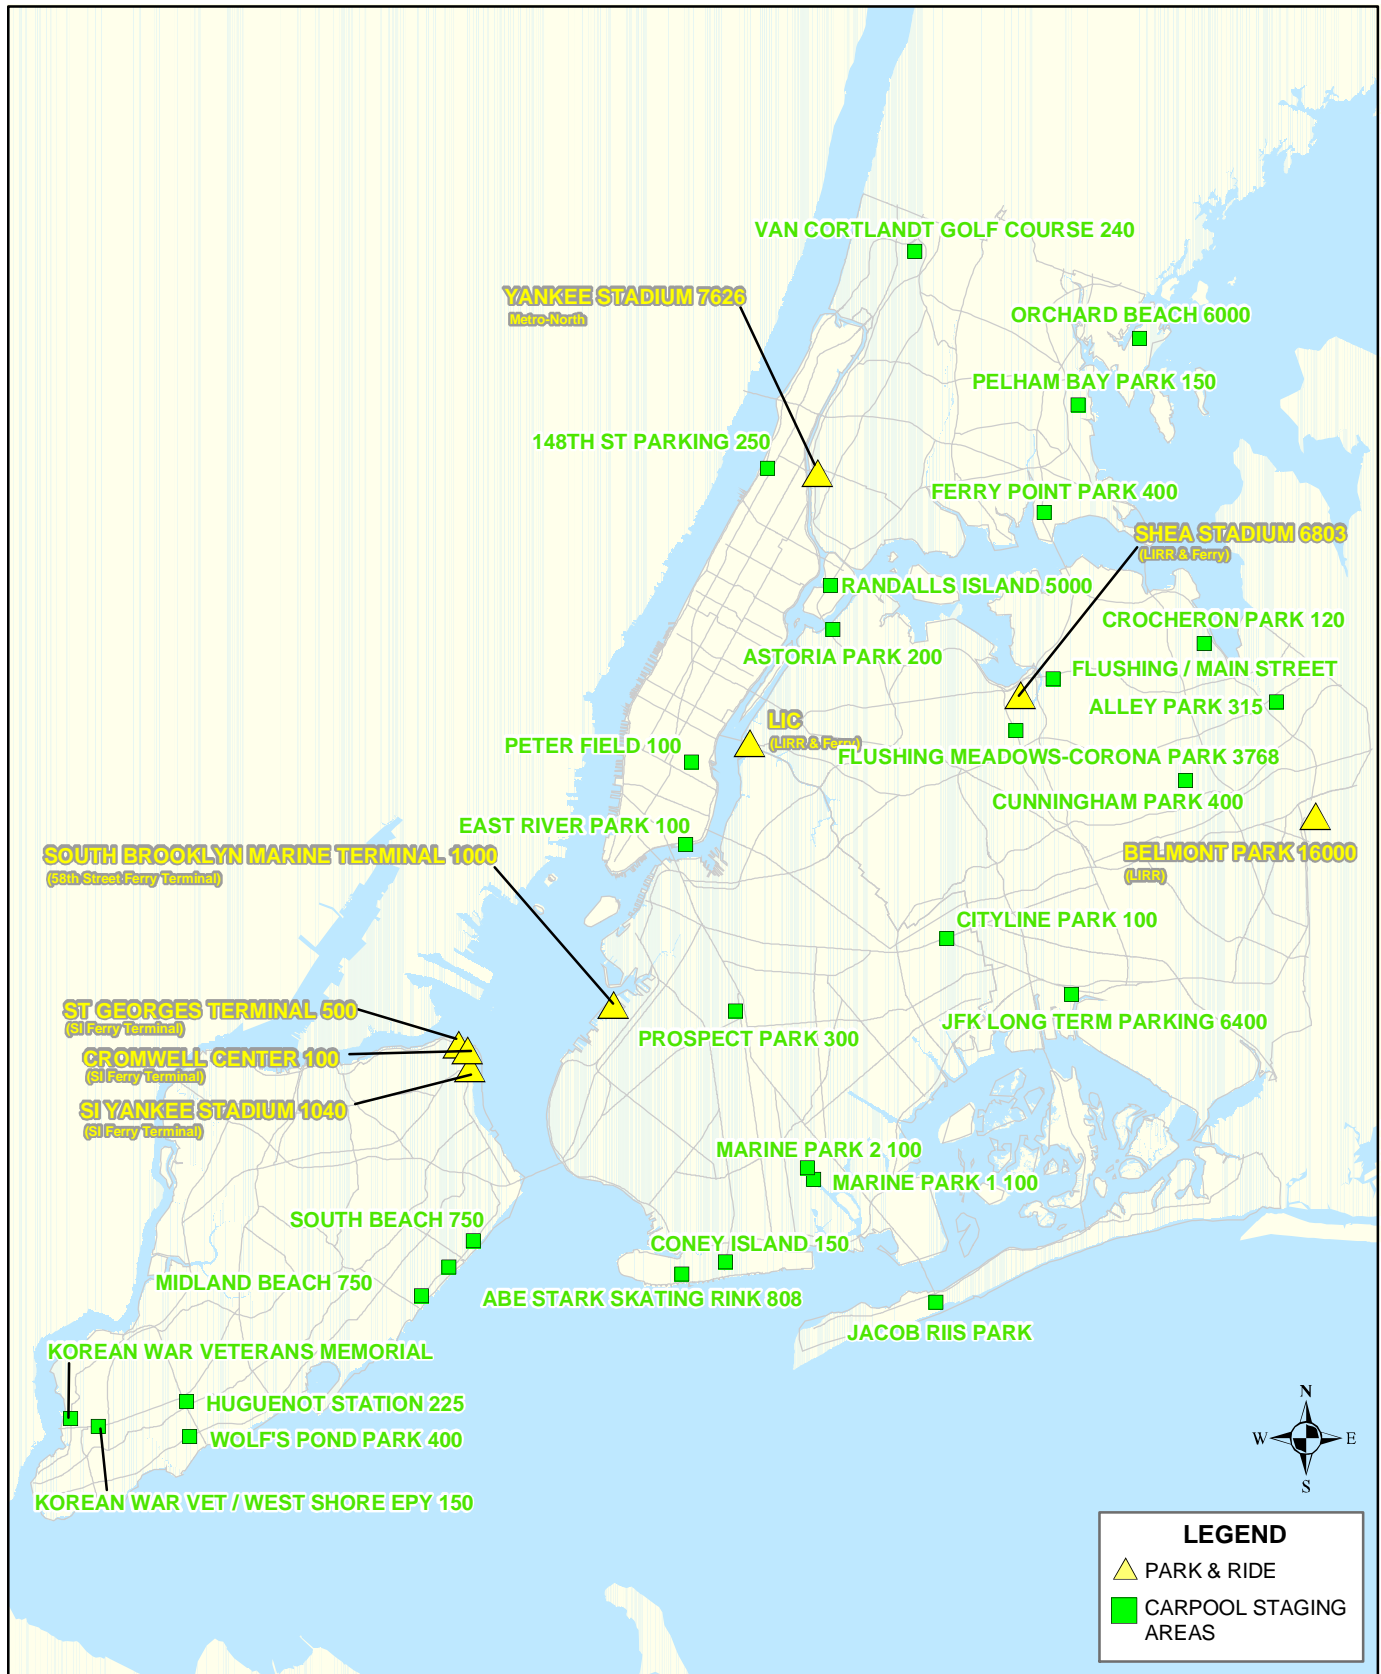 VAN CORTLANDT GOLF COURSE 240
YANKEE STADIUM 7626
Metro-North
ORCHARD BEACH 6000
PELHAM BAY PARK 150
148TH ST PARKING 250
FERRY POINT PARK 400
SHEA STADIUM 6803
(LIRR & Ferry)
RANDALLS ISLAND 5000
CROCHERON PARK 120
ASTORIA PARK 200
FLUSHING / MAIN STREET
ALLEY PARK 315
LIC
(LIRR & Ferry)
PETER FIELD 100
FLUSHING MEADOWS-CORONA PARK 3768
CUNNINGHAM PARK 400
EAST RIVER PARK 100
SOUTH BROOKLYN MARINE TERMINAL 1000
(58th Street Ferry Terminal)
BELMONT PARK 16000
(LIRR)
CITYLINE PARK 100
ST GEORGES TERMINAL 500
(SI Ferry Terminal)
JFK LONG TERM PARKING 6400
PROSPECT PARK 300
CROMWELL CENTER 100
(SI Ferry Terminal)
SI YANKEE STADIUM 1040
(SI Ferry Terminal)
MARINE PARK 2 100
MARINE PARK 1 100
SOUTH BEACH 750
CONEY ISLAND 150
MIDLAND BEACH 750
ABE STARK SKATING RINK 808
JACOB RIIS PARK
KOREAN WAR VETERANS MEMORIAL
HUGUENOT STATION 225
WOLF'S POND PARK 400
KOREAN WAR VET / WEST SHORE EPY 150
N
W
E
S
LEGEND
PARK & RIDE
CARPOOL STAGING
AREAS